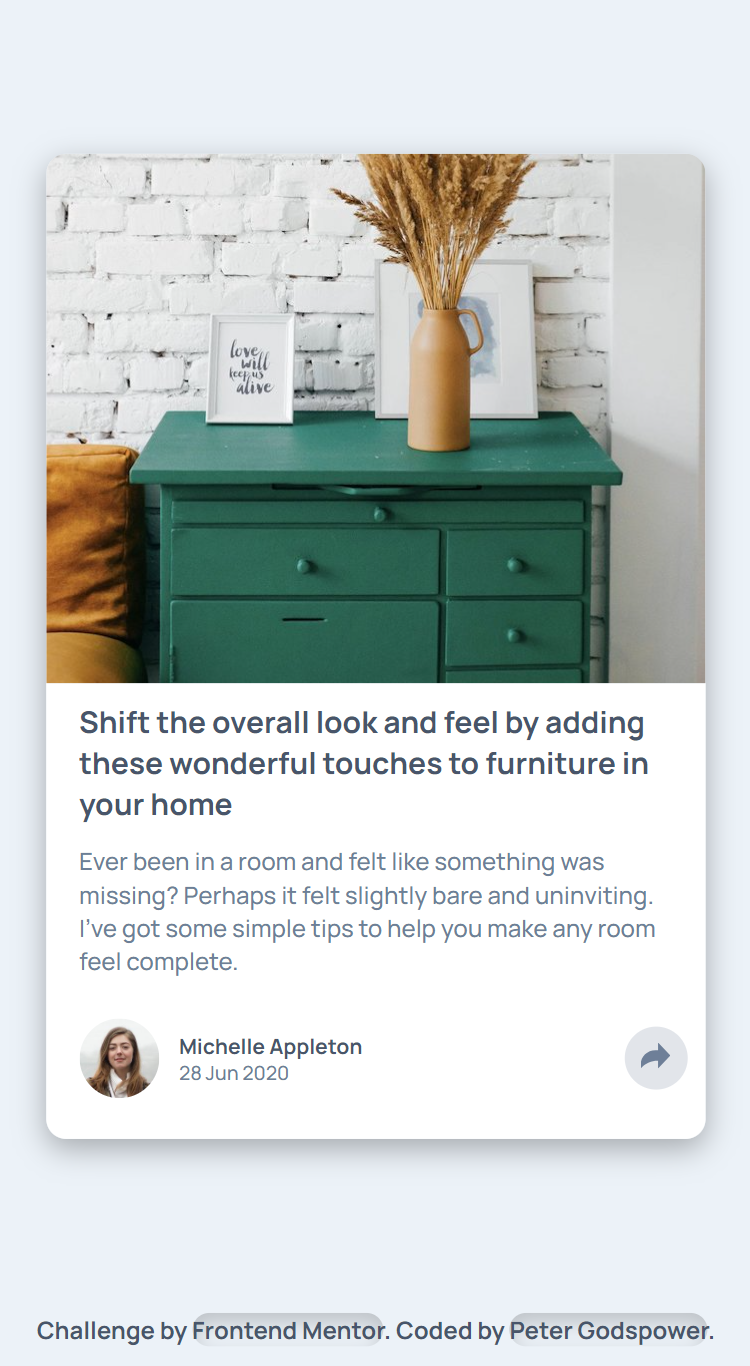 love
will
keep us
alive
Shift the overall look and feel by adding
these wonderful touches to furniture in
your home
Ever been in a room and felt like something was
missing? Perhaps it felt slightly bare and uninviting.
I’ve got some simple tips to help you make any room
feel complete.
Michelle Appleton
28 Jun 2020
Challenge by Frontend Mentor. Coded by Peter Godspower.